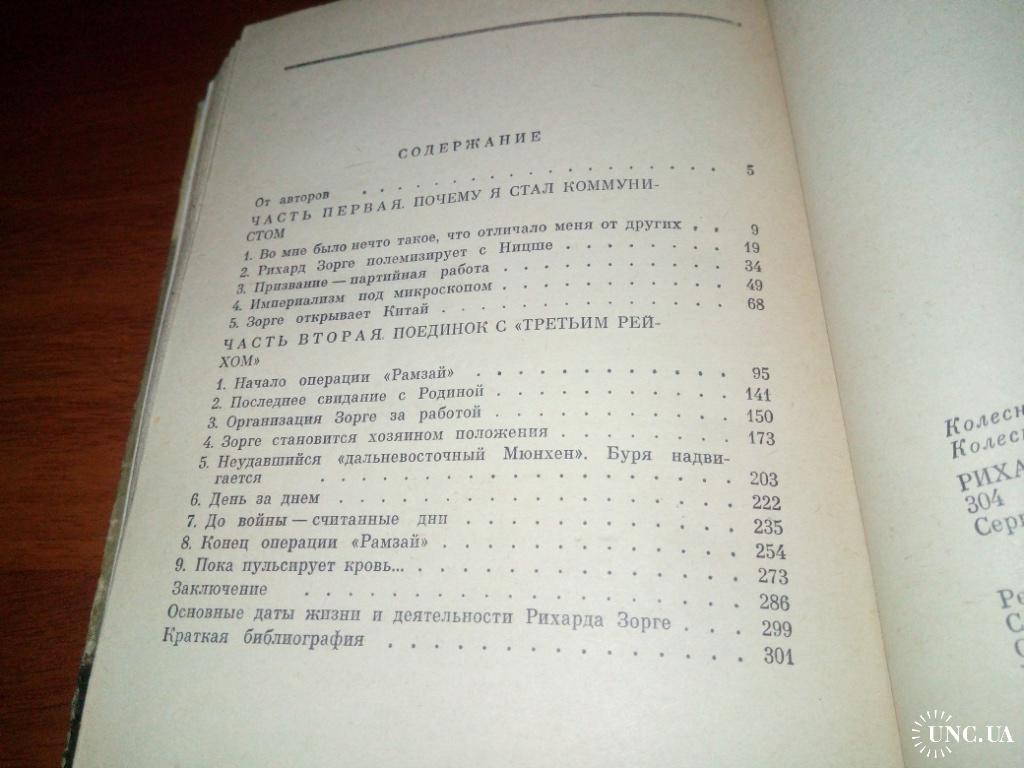 СОДЕРЖАНИЕ
От авторов . . . . . . . . . . . . . . . . 5
ЧАСТЬ ПЕРВАЯ. ПОЧЕМУ Я СТАЛ КОММУНИ-
СТОМ
1. Во мне было нечто такое, что отличало меня от других . . 9
2. Рихард Зорге полемизирует с Ницше . . . . . . . 19
3. Призвание — партийная работа . . . . . . . . . . 34
4. Империализм под микроскопом . . . . . . . . . . 49
5. Зорге открывает Китай . . . . . . . . . . . . . 68
ЧАСТЬ ВТОРАЯ. ПОЕДИНОК С «ТРЕТЬИМ РЕЙ-
ХОМ»
1. Начало операции «Рамзай» . . . . . . . . . . . . 95
2. Последнее свидание с Родиной . . . . . . . . . . . 141
3. Организация Зорге за работой . . . . . . . . . . . 150
4. Зорге становится хозяином положения . . . . . . . 173
5. Неудавшийся «дальневосточный Мюнхен». Буря надви-
гается . . . . . . . . . . . . . . . . . 203
6. День за днем . . . . . . . . . . . . . . . . 222
7. До войны — считанные дни . . . . . . . . . . . 235
8. Конец операции «Рамзай» . . . . . . . . . . . . 254
9. Пока пульсирует кровь... . . . . . . . . . . . . 273
Заключение . . . . . . . . . . . . . . . . . 286
Основные даты жизни и деятельности Рихарда Зорге . . . 299
Краткая библиография . . . . . . . . . . . . . . 301
Колесн
Колесн
РИХА
304
Сери
UNC.UA